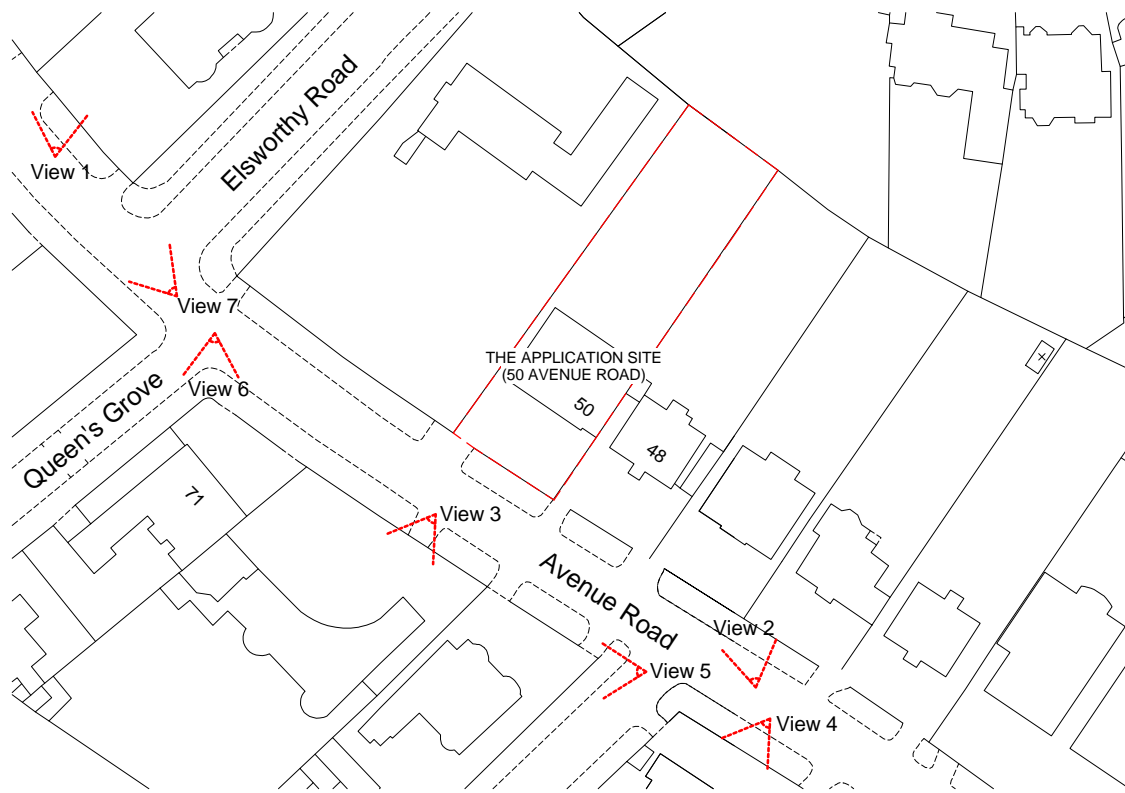 Elsworthy Road
View 1
View 7
THE APPLICATION SITE
(50 AVENUE ROAD)
View 6
50
Queen's Grove
48
71
View 3
Avenue Road
View 2
View 5
View 4